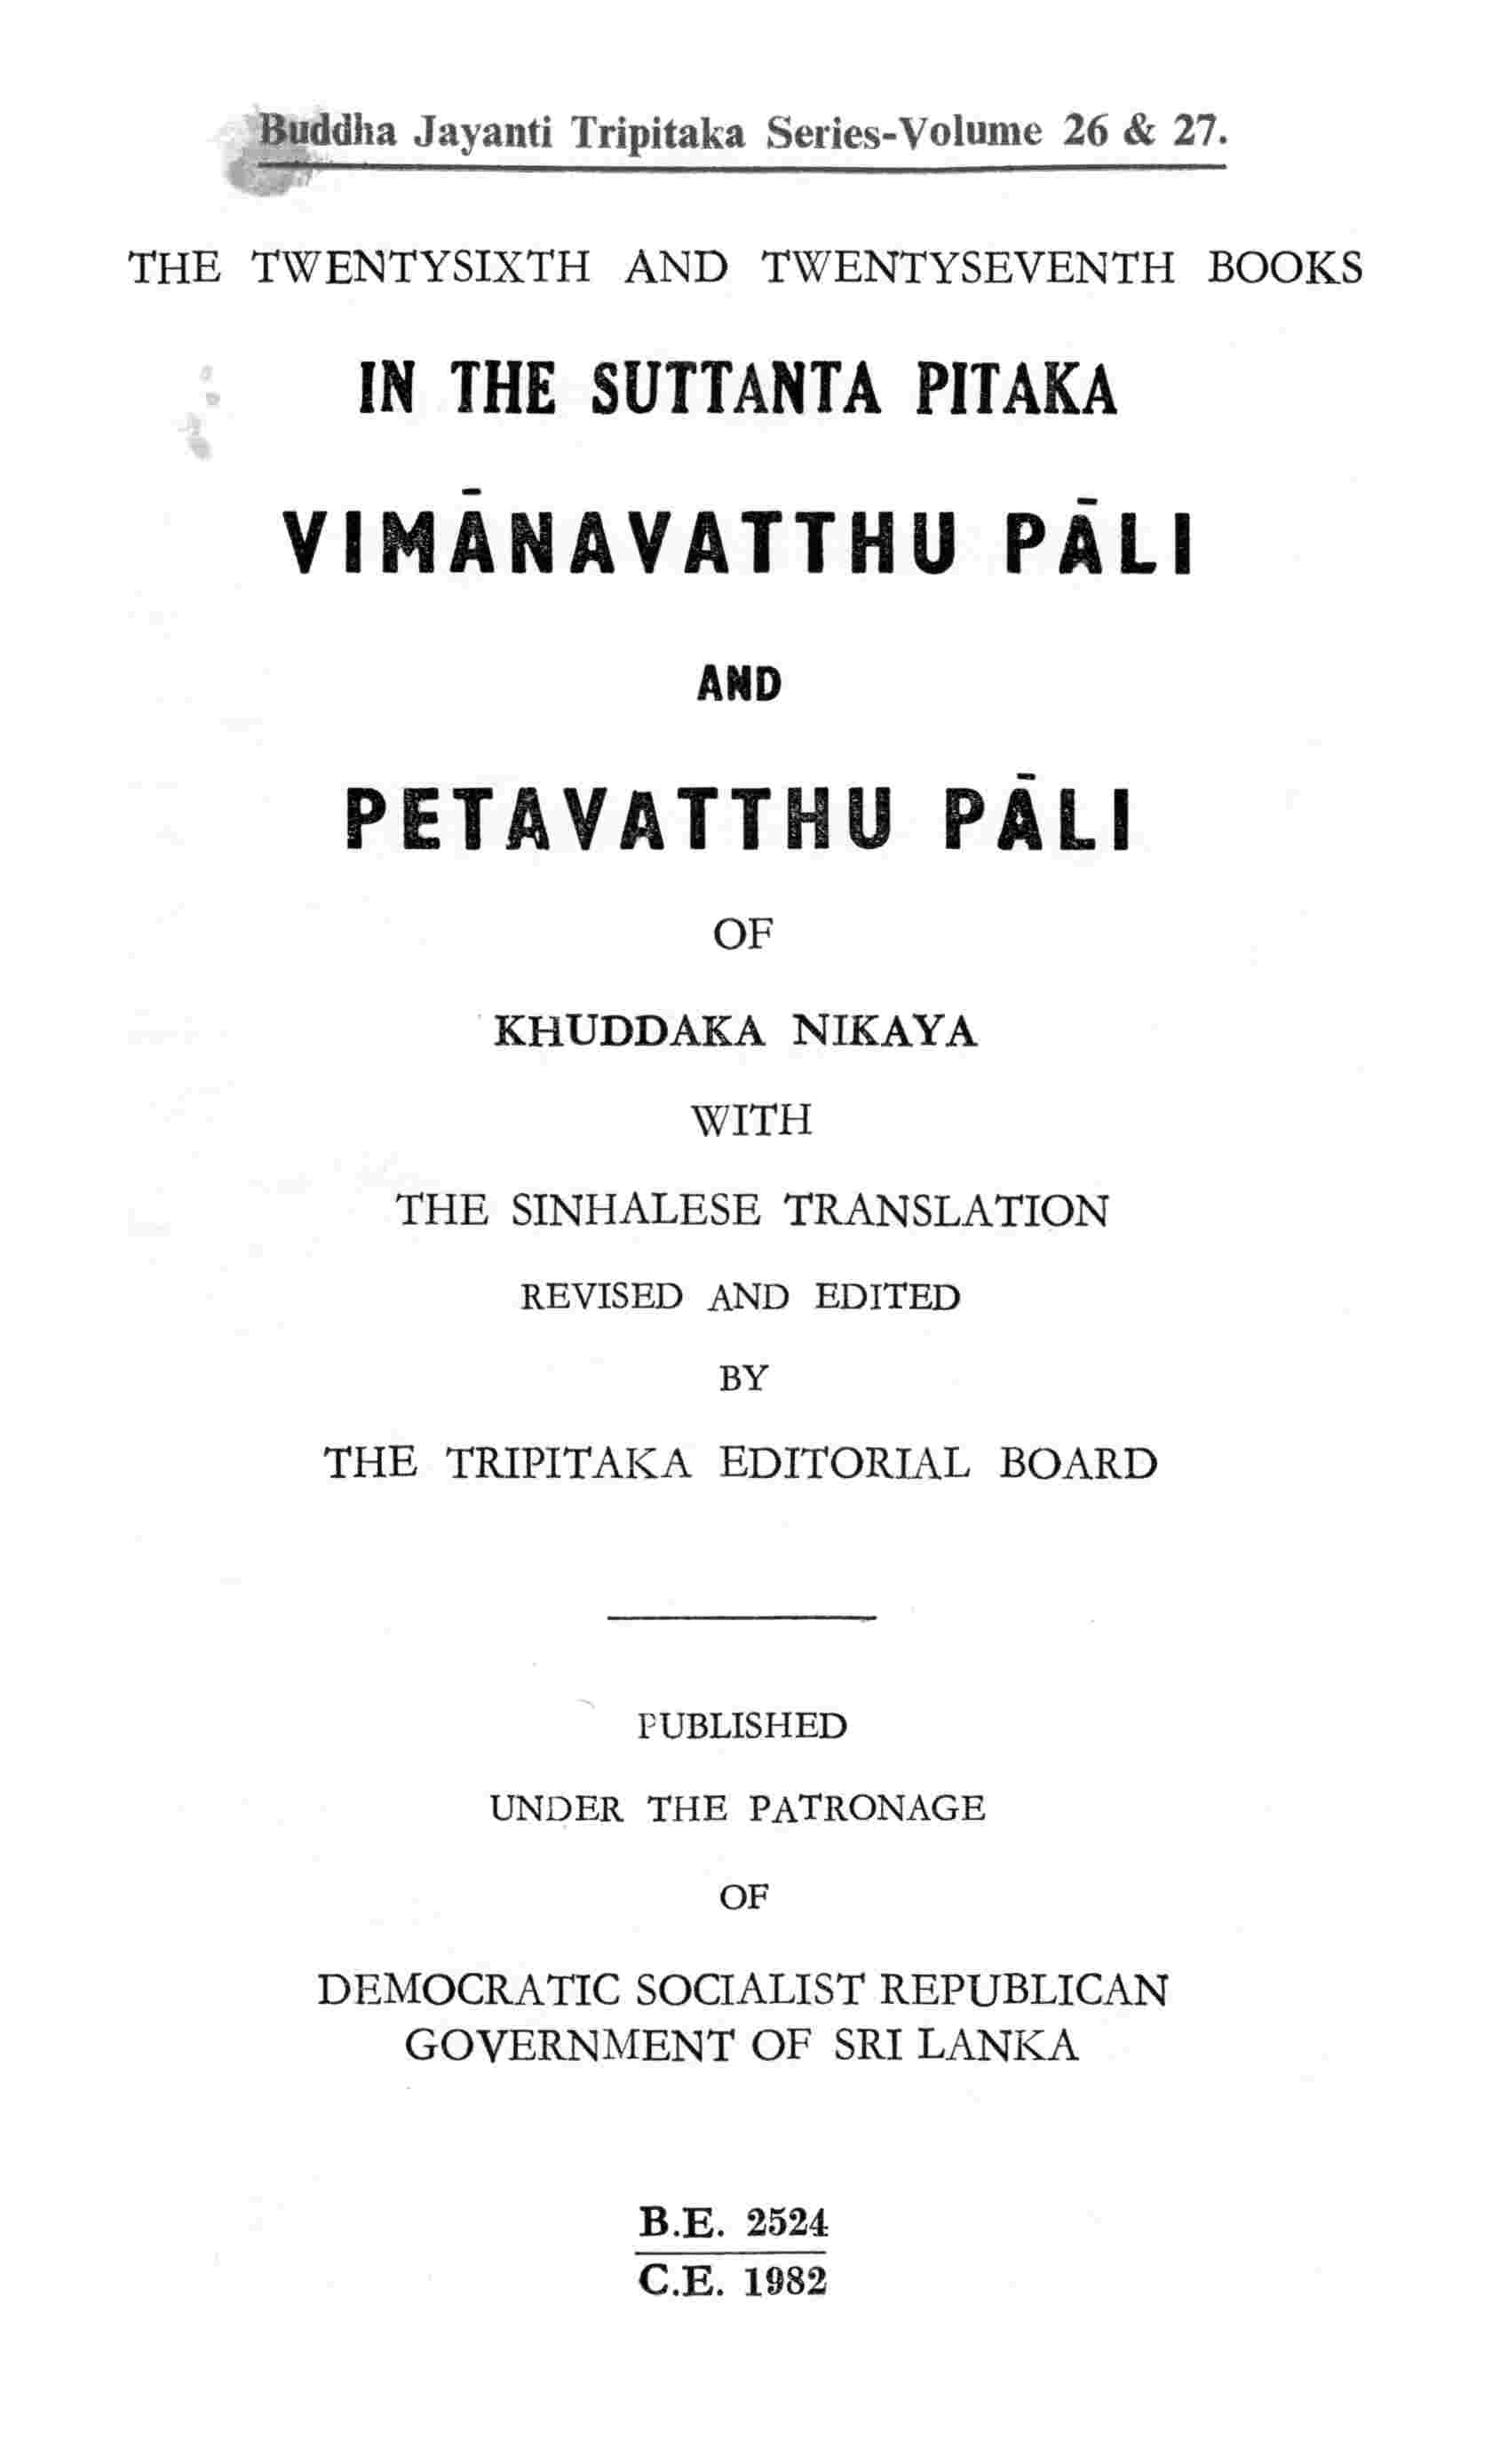 Buddha Jayanti Tripitaka Series-Volume 26 & 27.
THE TWENTYSIXTH AND TWENTYSEVENTH BOOKS
IN THE SUTTANTA PITAKA
VIMĀNAVATTHU PĀLI
AND
PETAVATTHU PĀLI
OF
KHUDDAKA NIKAYA
WITH
THE SINHALESE TRANSLATION
REVISED AND EDITED
BY
THE TRIPITAKA EDITORIAL BOARD
PUBLISHED
UNDER THE PATRONAGE
OF
DEMOCRATIC SOCIALIST REPUBLICAN
GOVERNMENT OF SRI LANKA
B.E. 2524
C.E. 1982